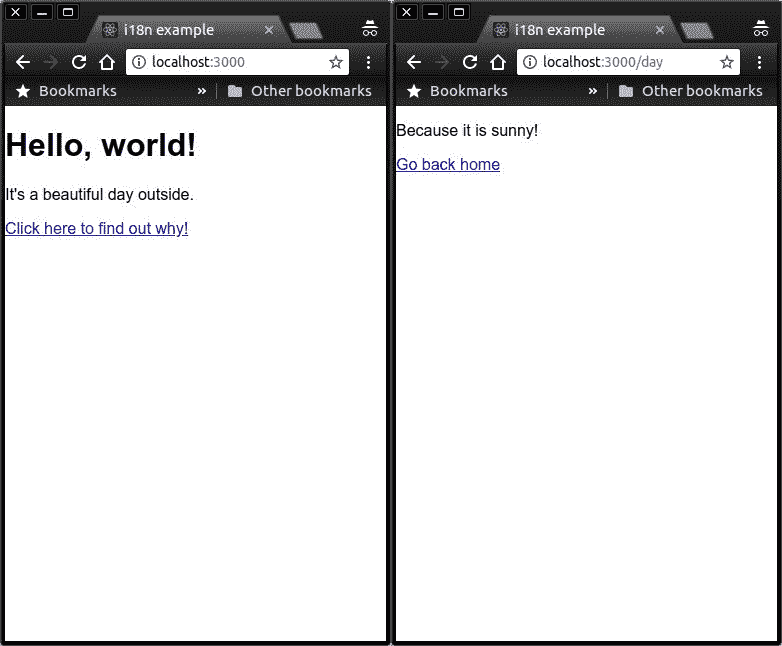 i18n example
localhost:3000
Bookmarks » Other bookmarks
Hello, world!
It's a beautiful day outside.
Click here to find out why!
i18n example
localhost:3000/day
Bookmarks » Other bookmarks
Because it is sunny!
Go back home